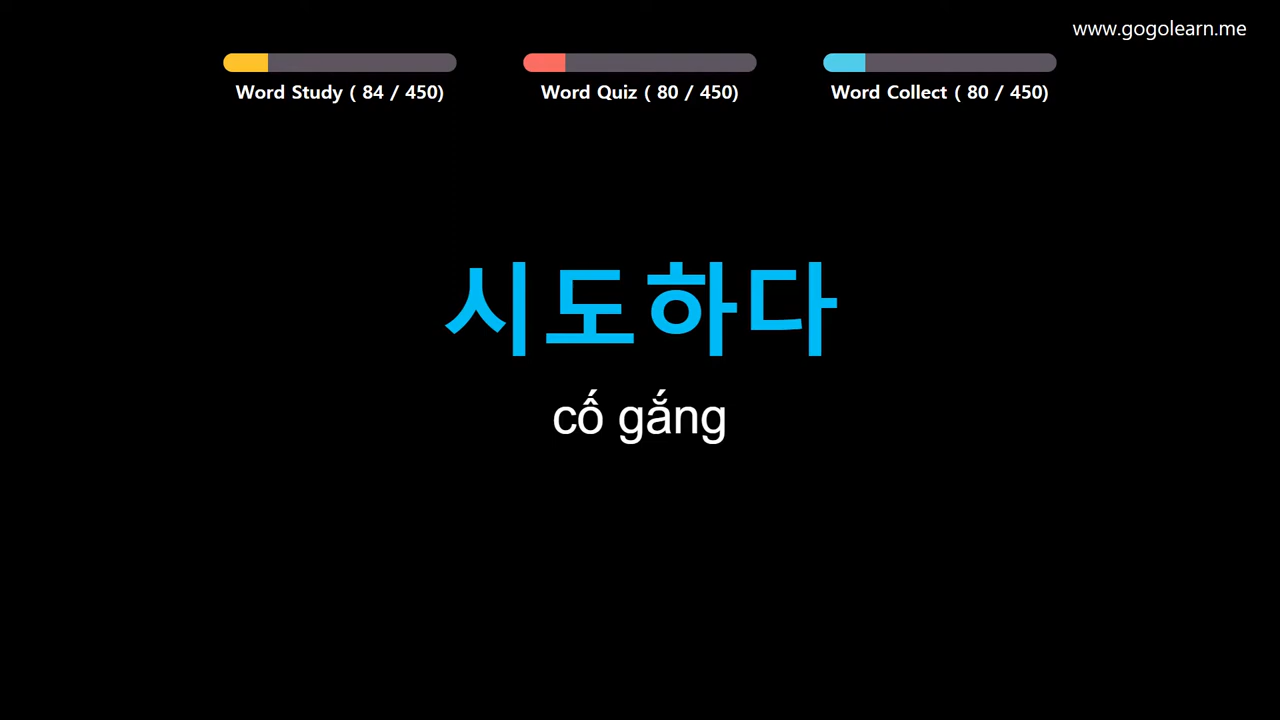 www.gogolearn.me
Word Study ( 84 / 450)
Word Quiz ( 80 / 450)
Word Collect ( 80 / 450)
시도하다
cố gắng